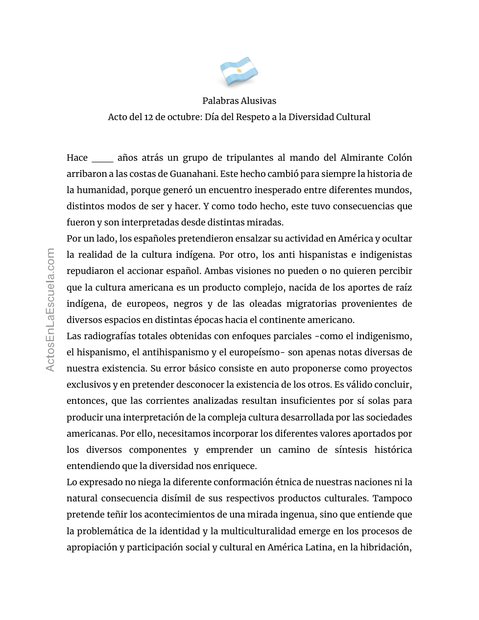 Palabras Alusivas
Acto del 12 de octubre: Día del Respeto a la Diversidad Cultural
Hace ____ años atrás un grupo de tripulantes al mando del Almirante Colón
arribaron a las costas de Guanahani. Este hecho cambió para siempre la historia de
la humanidad, porque generó un encuentro inesperado entre diferentes mundos,
distintos modos de ser y hacer. Y como todo hecho, este tuvo consecuencias que
fueron y son interpretadas desde distintas miradas.
Por un lado, los españoles pretendieron ensalzar su actividad en América y ocultar
la realidad de la cultura indígena. Por otro, los anti hispanistas e indigenistas
repudiaron el accionar español. Ambas visiones no pueden o no quieren percibir
que la cultura americana es un producto complejo, nacida de los aportes de raíz
indígena, de europeos, negros y de las oleadas migratorias provenientes de
diversos espacios en distintas épocas hacia el continente americano.
Las radiografías totales obtenidas con enfoques parciales -como el indigenismo,
el hispanismo, el antihispanismo y el europeísmo- son apenas notas diversas de
nuestra existencia. Su error básico consiste en auto proponerse como proyectos
exclusivos y en pretender desconocer la existencia de los otros. Es válido concluir,
entonces, que las corrientes analizadas resultan insuficientes por sí solas para
producir una interpretación de la compleja cultura desarrollada por las sociedades
americanas. Por ello, necesitamos incorporar los diferentes valores aportados por
los diversos componentes y emprender un camino de síntesis histórica
entendiendo que la diversidad nos enriquece.
Lo expresado no niega la diferente conformación étnica de nuestras naciones ni la
natural consecuencia disímil de sus respectivos productos culturales. Tampoco
pretende teñir los acontecimientos de una mirada ingenua, sino que entiende que
la problemática de la identidad y la multiculturalidad emerge en los procesos de
apropiación y participación social y cultural en América Latina, en la hibridación,
ActosEnLaEscuela.com